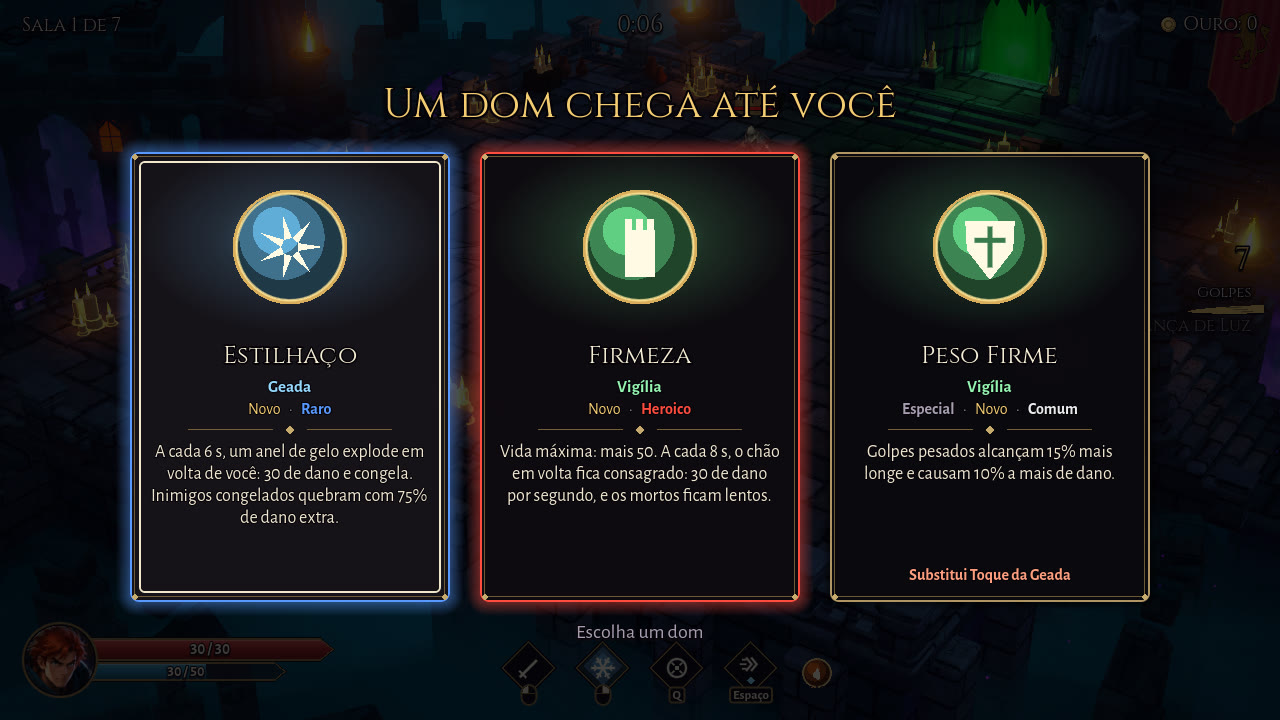 Sala 1 de 7
0:06
Ouro: 0
Um dom chega até você
Estilhaço
Geada
Novo · Raro
A cada 6 s, um anel de gelo explode em
volta de você: 30 de dano e congela.
Inimigos congelados quebram com 75%
de dano extra.
Firmeza
Vigília
Novo · Heroico
Vida máxima: mais 50. A cada 8 s, o chão
em volta fica consagrado: 30 de dano
por segundo, e os mortos ficam lentos.
Peso Firme
Vigília
Especial · Novo · Comum
Golpes pesados alcançam 15% mais
longe e causam 10% a mais de dano.
Substitui Toque da Geada
7
Golpes
de Luz
Escolha um dom
30/30
30/50
Q
Espaço